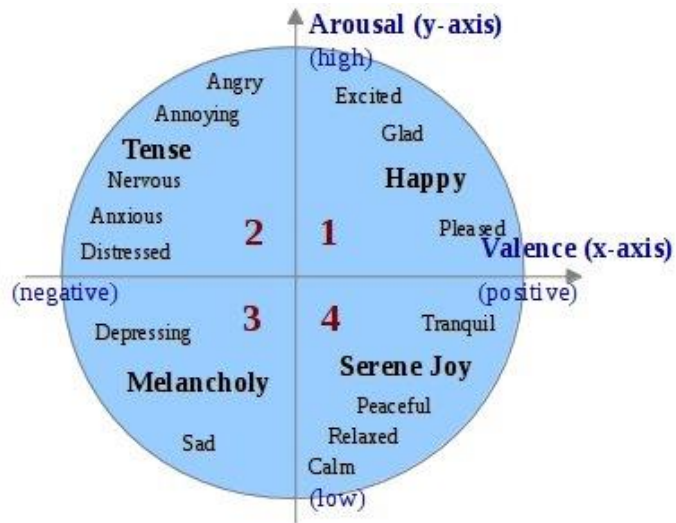 Arousal (y-axis)
(high)
Angry
Excited
Annoying
Glad
Tense
Happy
Nervous
Anxious
2
1
Pleased
Distressed
Valence (x-axis)
(negative)
(positive)
3
4
Tranquil
Depressing
Serene Joy
Melancholy
Peaceful
Relaxed
Sad
Calm
(low)